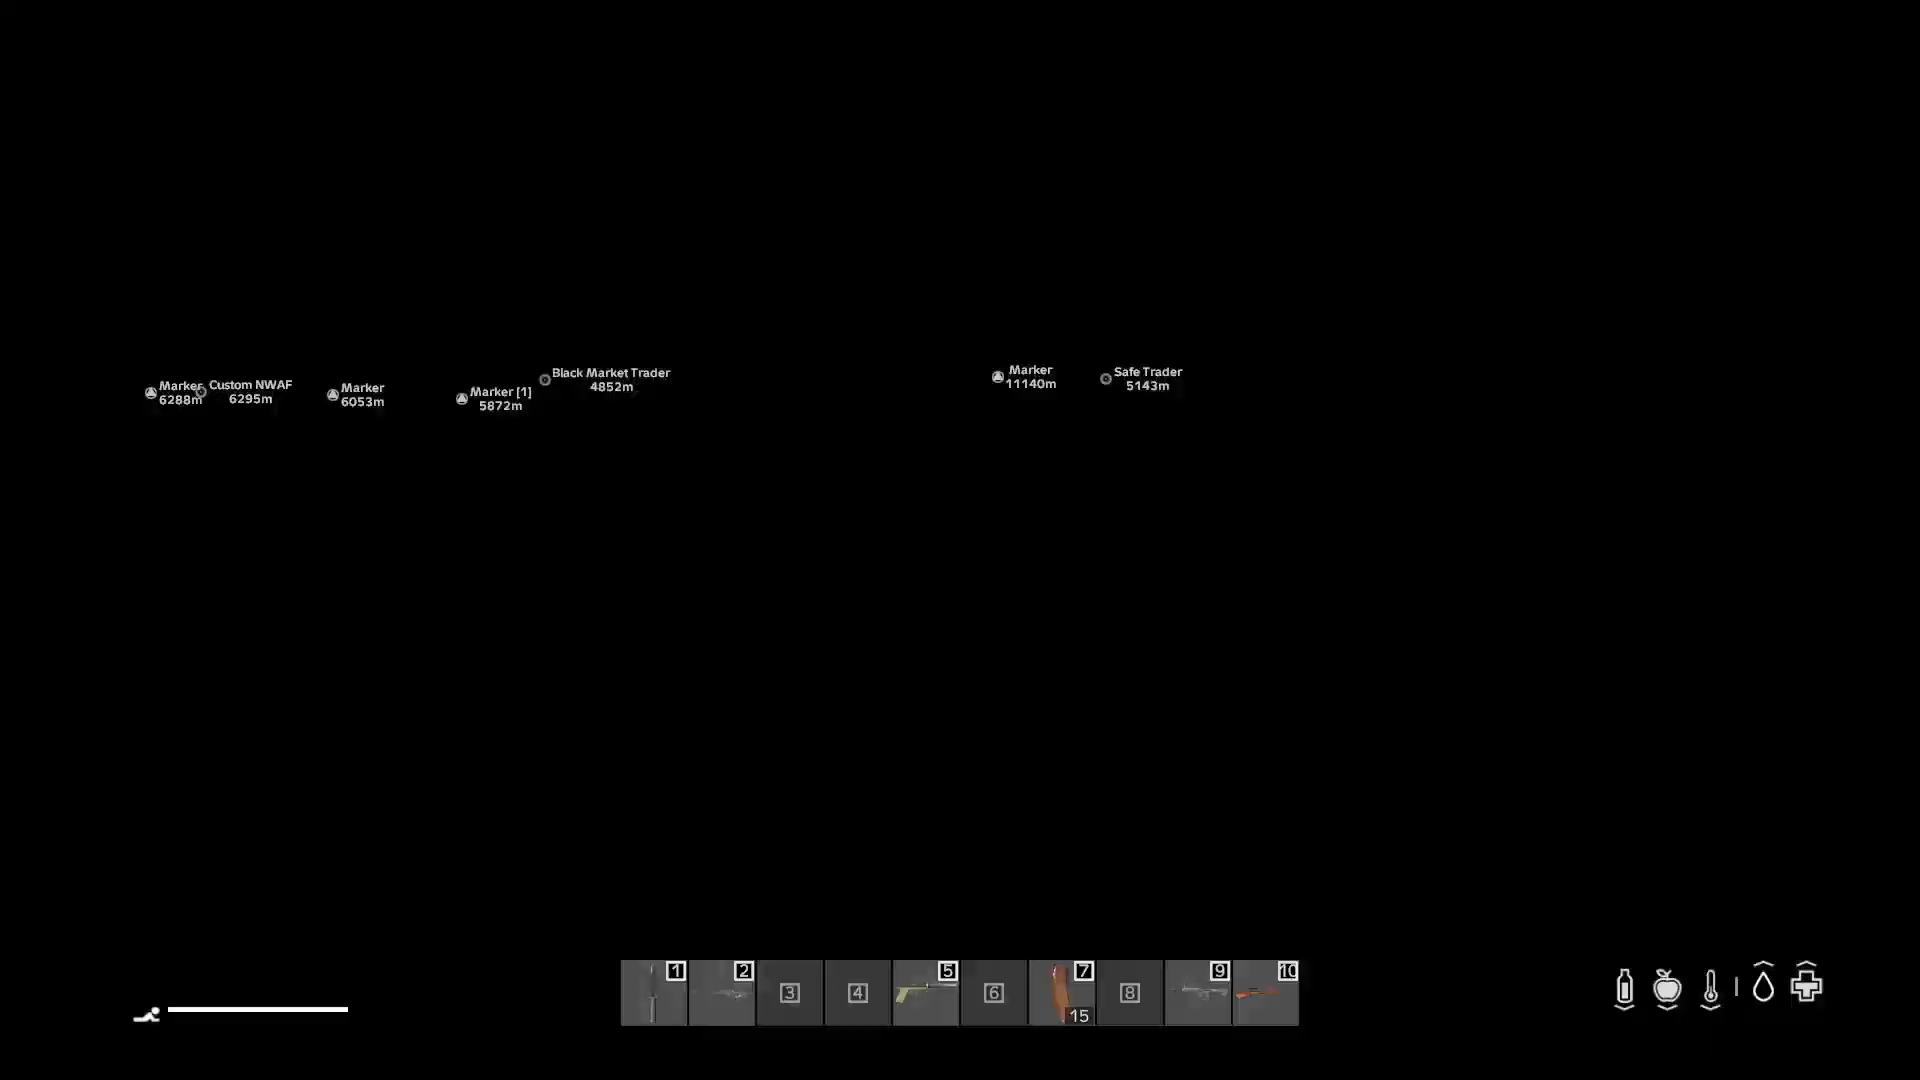 Marker
6288m
Custom NWAF
6295m
Marker
6053m
Marker [1]
5872m
Black Market Trader
4852m
Marker
11140m
Safe Trader
5143m
1
2
3
4
5
6
7
15
8
9
10